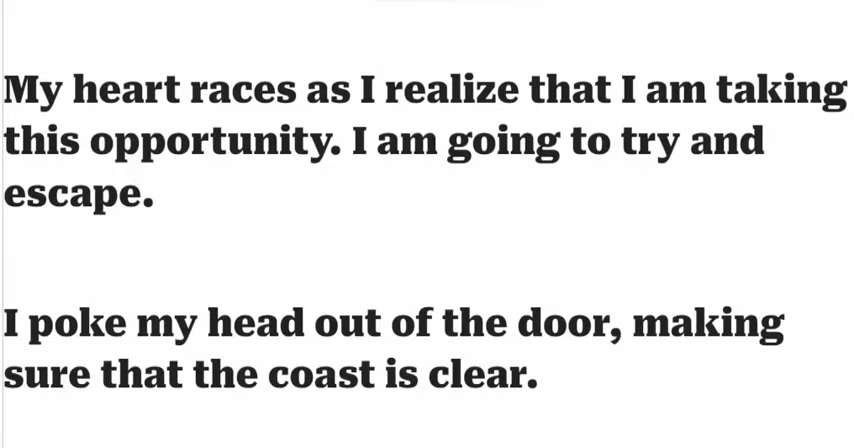 My heart races as I realize that I am taking
this opportunity. I am going to try and
escape.
I poke my head out of the door, making
sure that the coast is clear.